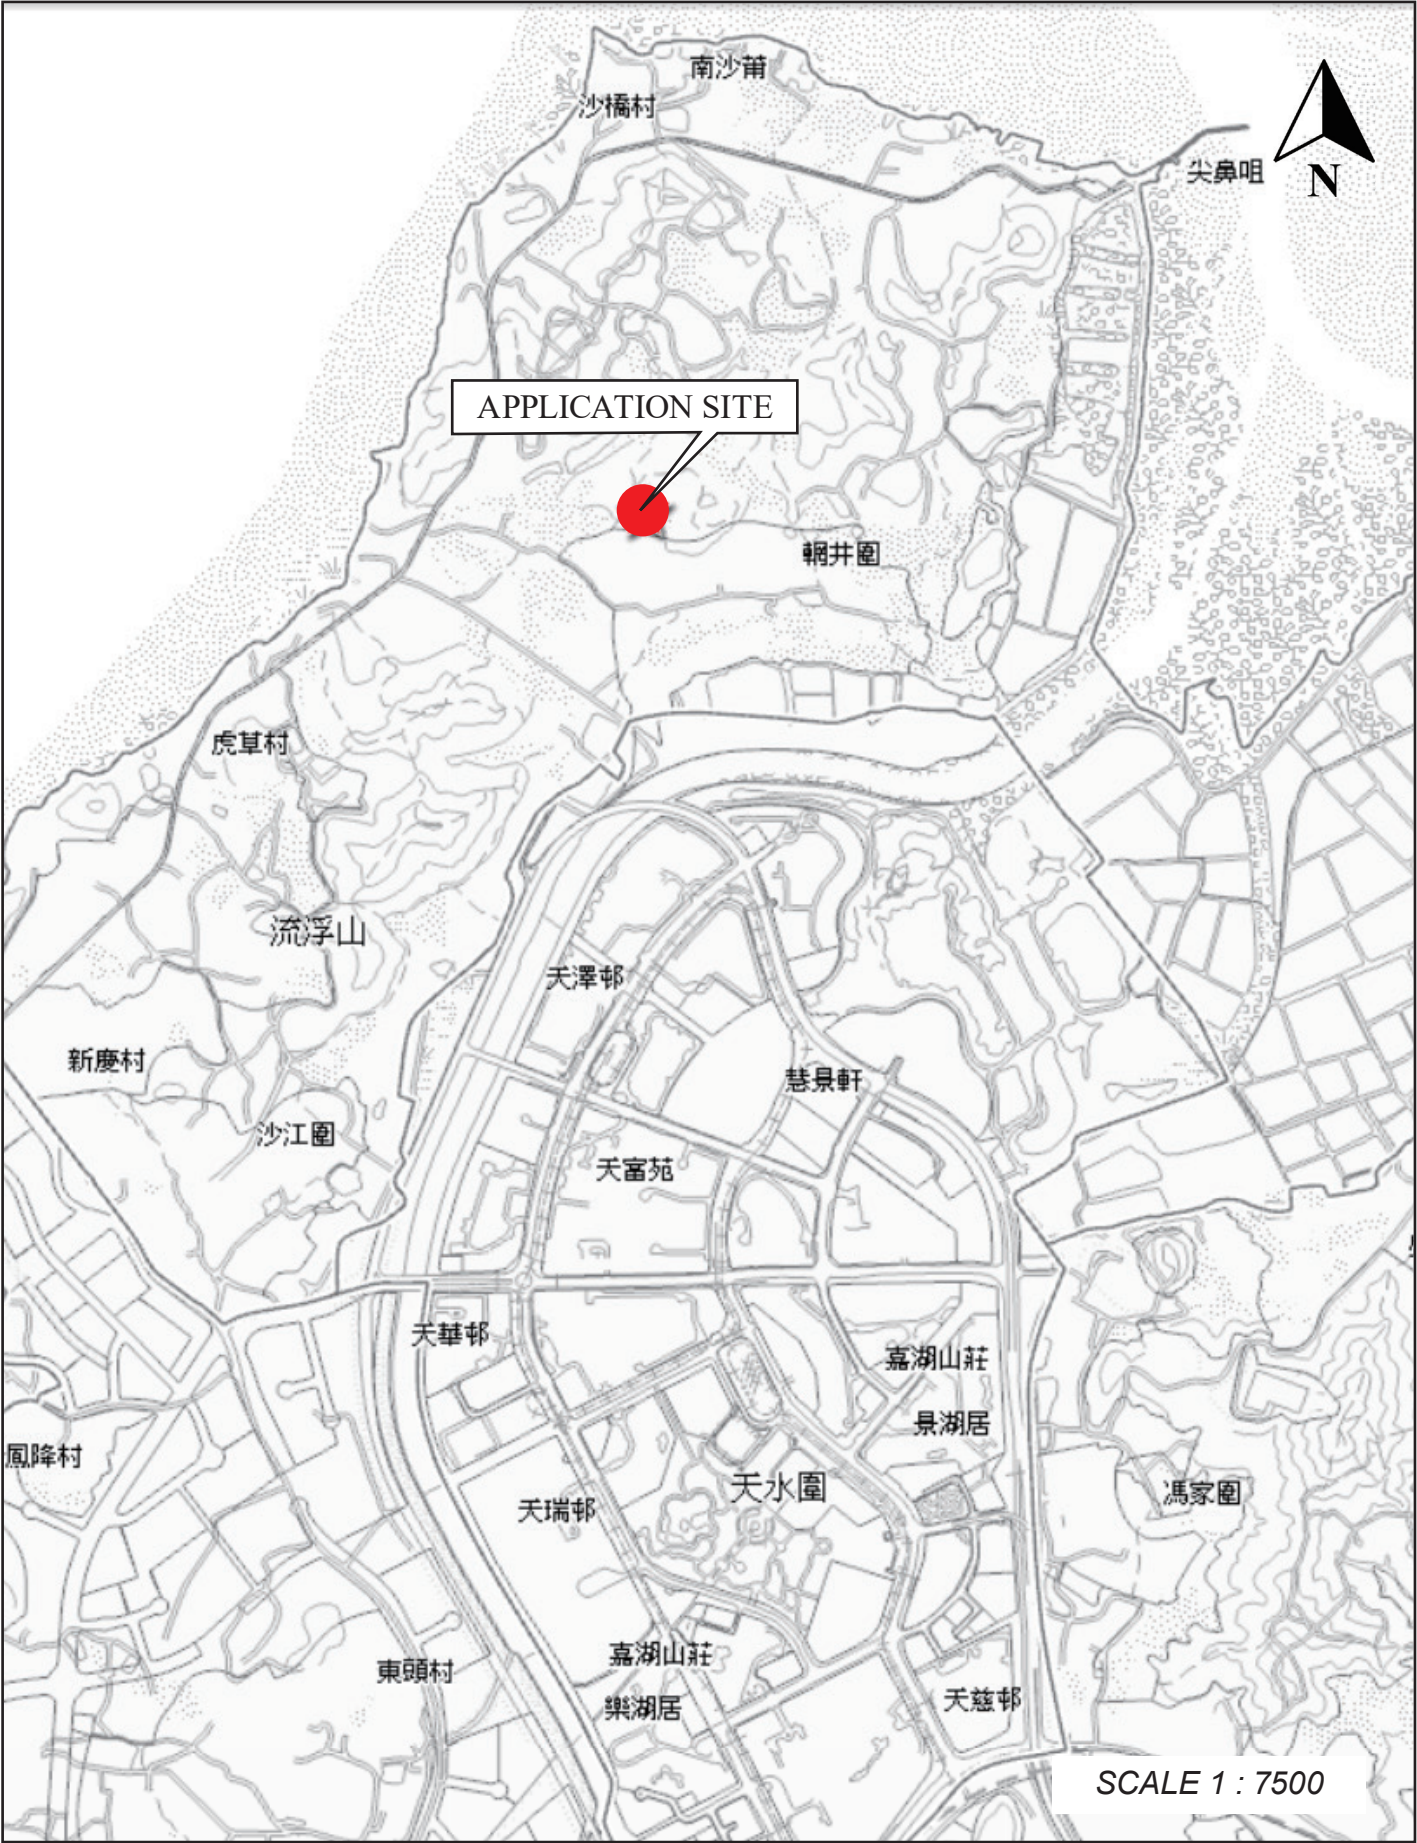 南沙莆
沙橋村
尖鼻咀
N
APPLICATION SITE
輞井圍
虎草村
流浮山
天澤邨
新慶村
慧景軒
沙江圍
天富苑
天華邨
嘉湖山莊
景湖居
鳳降村
天水圍
馮家圍
天瑞邨
嘉湖山莊
東頭村
樂湖居
天慈邨
SCALE 1 : 7500